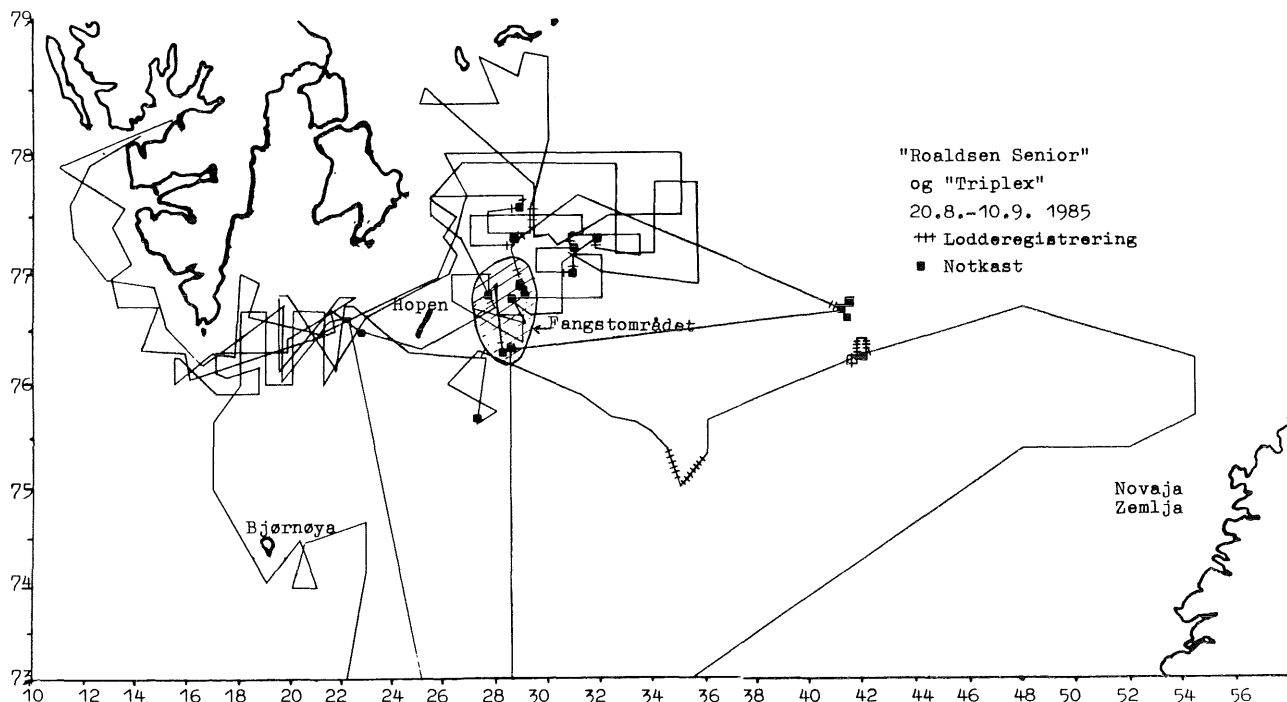 79
78
77
76
75
74
73
"Roaldsen Senior"
og "Triplex"
20.8.-10.9. 1985
Lodderegistrering
Notkast
Hopen
Fangstområdet
Bjørnøya
Novaja
Zemlja
10 12 14 16 18 20 22 24 26 28 30 32 34 36 38 40 42 44 46 48 50 52 54 56